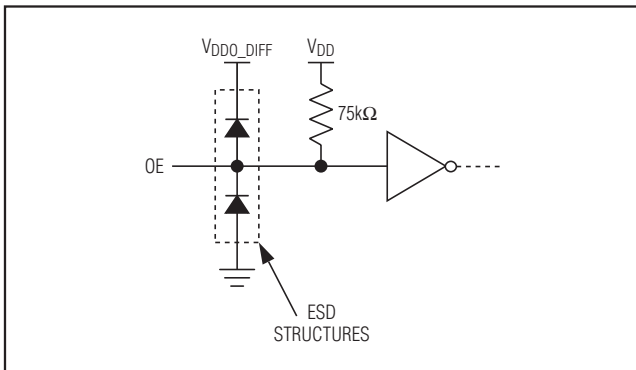 VDDO_DIFF
VDD
75kΩ
OE
ESD
STRUCTURES